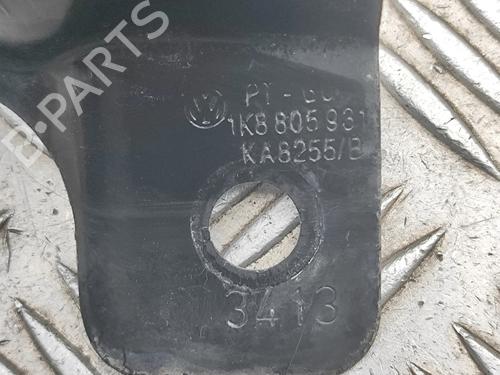 PT - 
1K8 805 931
KA8255/B
3413
B-PARTS